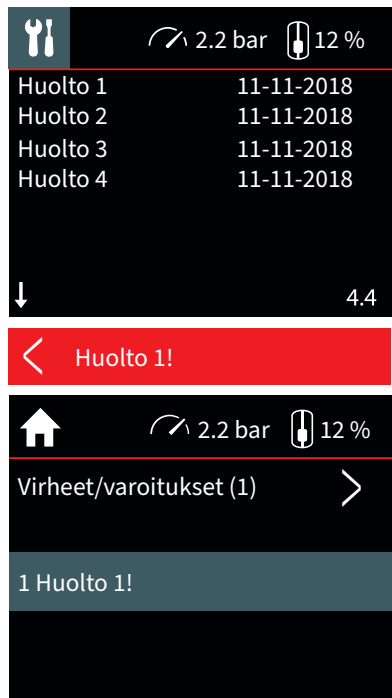 2.2 bar 12 %
Huolto 1 11-11-2018
Huolto 2 11-11-2018
Huolto 3 11-11-2018
Huolto 4 11-11-2018
4.4
Huolto 1!
2.2 bar 12 %
Virheet/varoitukset (1)
1 Huolto 1!